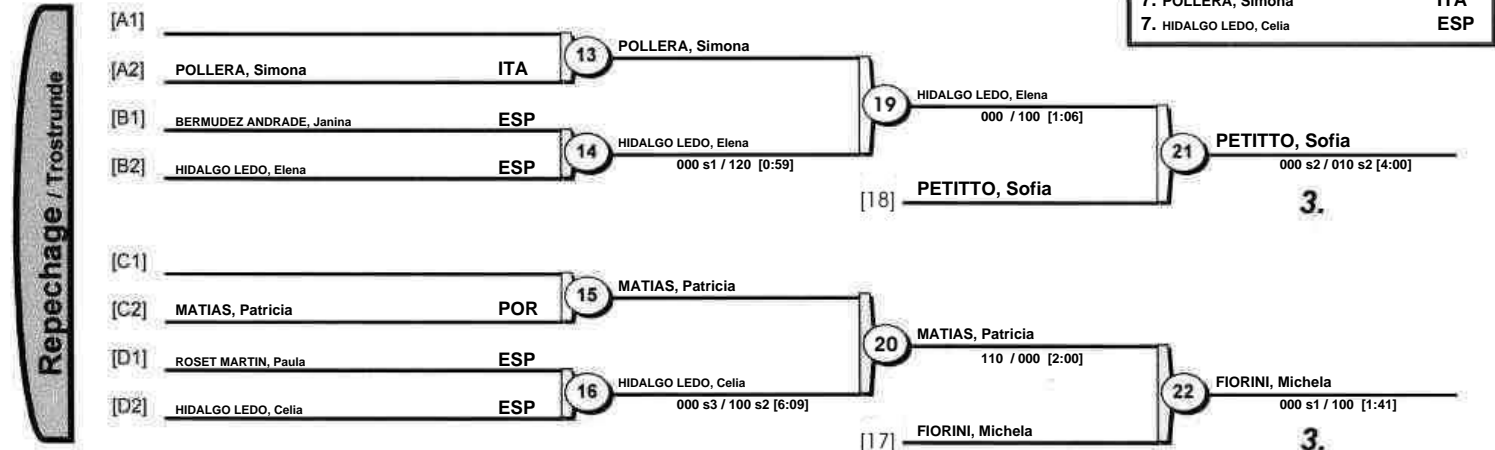 7. POLLERA, Simona ITA
7. HIDALGO LEDO, Celia ESP
Repechage / Trostrunde
[A1]
13 POLLERA, Simona
[A2] POLLERA, Simona ITA
19 HIDALGO LEDO, Elena
000 / 100 [1:06]
[B1] BERMUDEZ ANDRADE, Janina ESP
14 HIDALGO LEDO, Elena
000 s1 / 120 [0:59]
21 PETITTO, Sofia
000 s2 / 010 s2 [4:00]
[B2] HIDALGO LEDO, Elena ESP
[18] PETITTO, Sofia
3.
[C1]
15 MATIAS, Patricia
[C2] MATIAS, Patricia POR
20 MATIAS, Patricia
110 / 000 [2:00]
[D1] ROSET MARTIN, Paula ESP
16 HIDALGO LEDO, Celia
000 s3 / 100 s2 [6:09]
22 FIORINI, Michela
000 s1 / 100 [1:41]
[D2] HIDALGO LEDO, Celia ESP
[17] FIORINI, Michela
3.